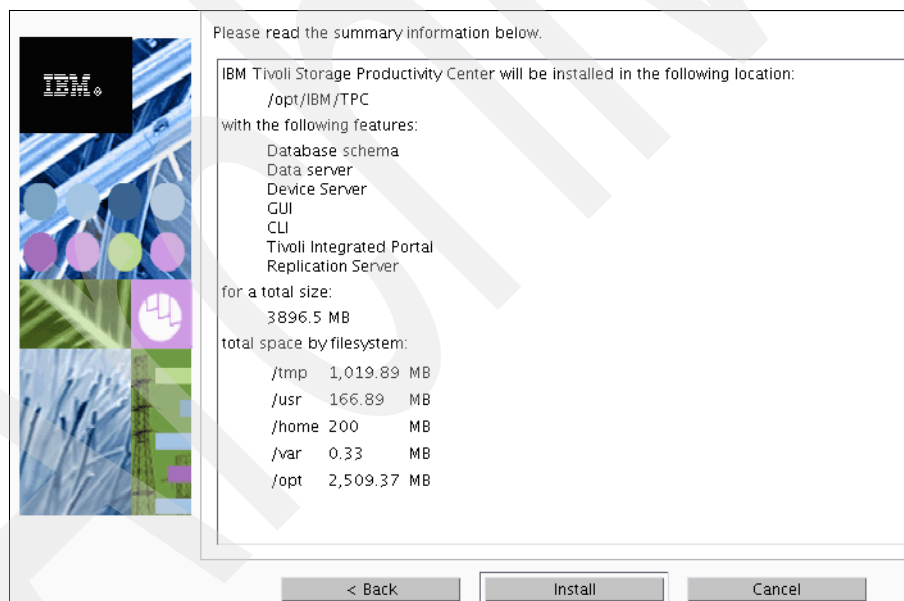 Please read the summary information below.
IBM®
IBM Tivoli Storage Productivity Center will be installed in the following location:
/opt/IBM/TPC
with the following features:
Database schema
Data server
Device Server
GUI
CLI
Tivoli Integrated Portal
Replication Server
for a total size:
3896.5 MB
total space by filesystem:
/tmp 1,019.89 MB
/usr 166.89 MB
/home 200 MB
/var 0.33 MB
/opt 2,509.37 MB
< Back Install Cancel